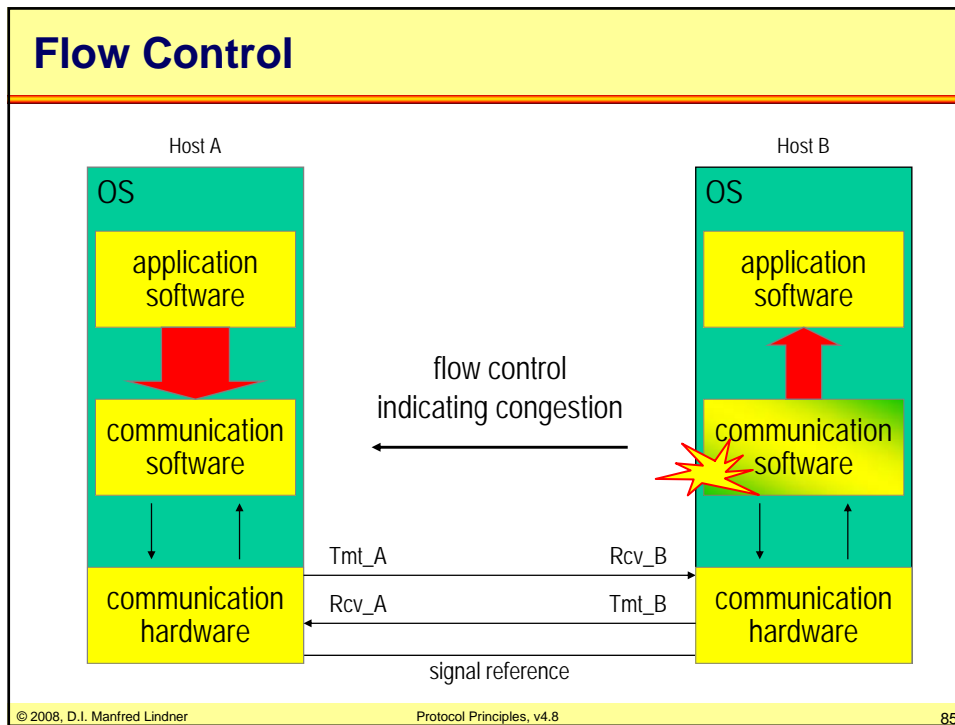 Flow Control
Host A
Host B
OS
OS
application
software
application
software
flow control
indicating congestion
communication
software
communication
software
Tmt_A
Rcv_B
communication
hardware
Rcv_A
Tmt_B
communication
hardware
signal reference
© 2008, D.I. Manfred Lindner
Protocol Principles, v4.8
85